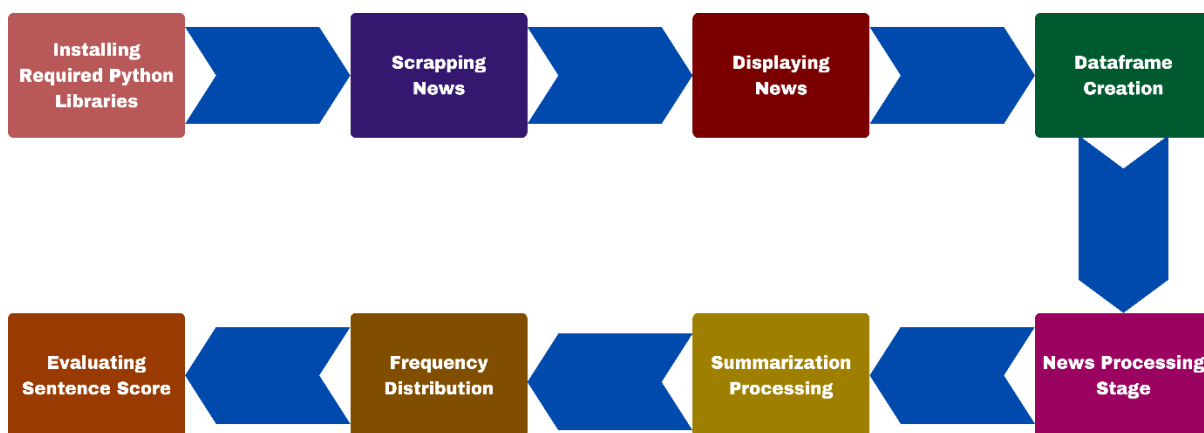 Installing
Required Python
Libraries
Scrapping
News
Displaying
News
Dataframe
Creation
News Processing
Stage
Summarization
Processing
Frequency
Distribution
Evaluating
Sentence Score